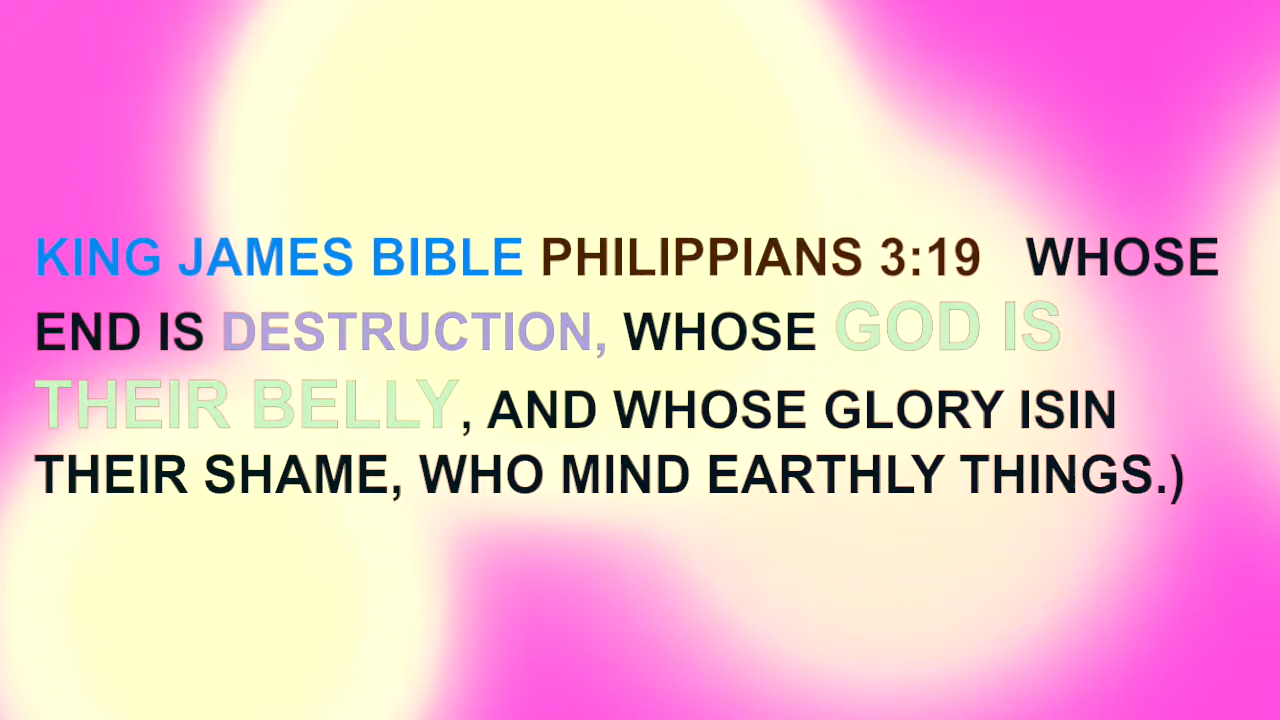 KING JAMES BIBLE PHILIPPIANS 3:19 WHOSE
END IS DESTRUCTION, WHOSE GOD IS
THEIR BELLY, AND WHOSE GLORY ISIN
THEIR SHAME, WHO MIND EARTHLY THINGS.)